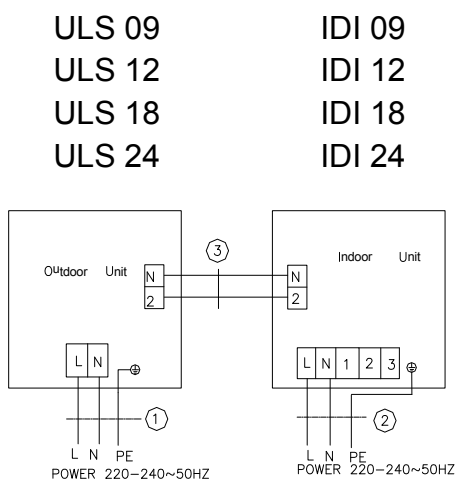 ULS 09 IDI 09
ULS 12 IDI 12
ULS 18 IDI 18
ULS 24 IDI 24
3
Outdoor Unit
N
2
N
2
Indoor Unit
L N
L N 1 2 3
1
2
L N PE
POWER 220-240~50HZ
L N PE
POWER 220-240~50HZ